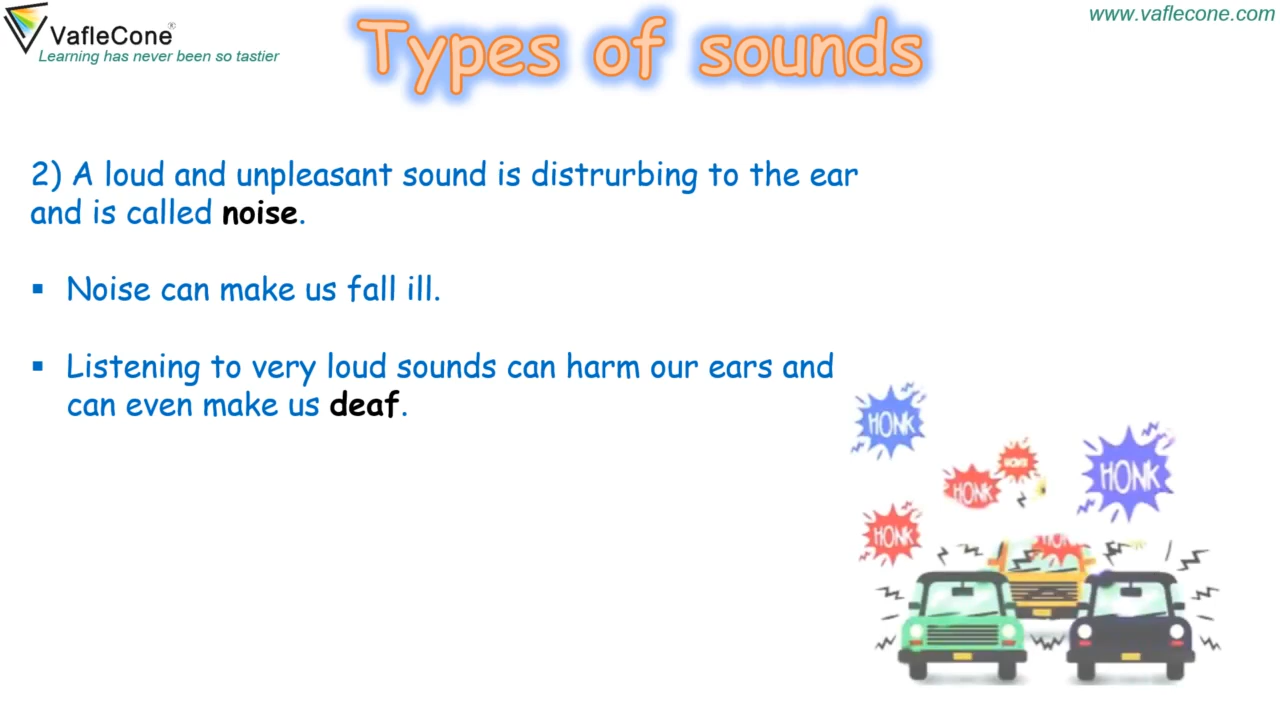 VafleCone®
Learning has never been so tastier
www.vaflecone.com
Types of sounds
2) A loud and unpleasant sound is distrurbing to the ear
and is called noise.
▪ Noise can make us fall ill.
▪ Listening to very loud sounds can harm our ears and
can even make us deaf.
HONK
HONK
HONK
HONK